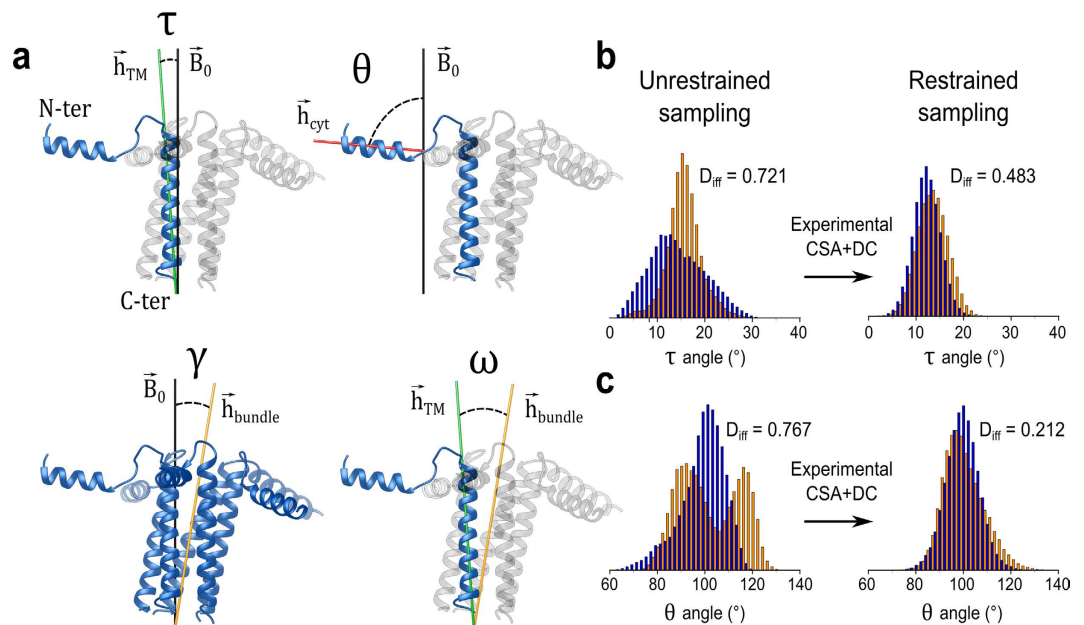 a
τ
h⃗TM
B⃗0
N-ter
C-ter
θ
B⃗0
h⃗cyt
γ
B⃗0
h⃗bundle
ω
h⃗TM
h⃗bundle
b
Unrestrained
sampling
Restrained
sampling
Diff = 0.721
Experimental
CSA+DC
Diff = 0.483
0 10 20 30 40
τ angle (°)
0 10 20 30 40
τ angle (°)
c
Diff = 0.767
Experimental
CSA+DC
Diff = 0.212
60 80 100 120 140
θ angle (°)
60 80 100 120 140
θ angle (°)